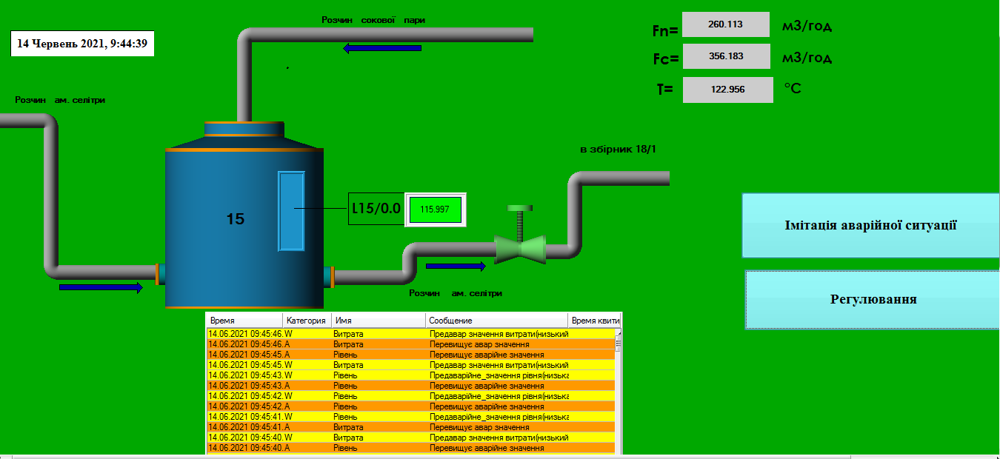 Розчин сокової пари
14 Червень 2021, 9:44:39
Fп= 260.113 м3/год
Fс= 356.183 м3/год
T= 122.956 °C
Розчин ам. селітри
в збірник 18/1
15
L15/0.0 115.997
Імітація аварійної ситуації
Розчин ам. селітри
Регулювання
Время Категория Имя Сообщение Время квити
14.06.2021 09:45:46. W Витрата Предавар значення витрати(низький
14.06.2021 09:45:46. A Витрата Перевищує авар значення
14.06.2021 09:45:45. A Рівень Перевищує аварійне значення
14.06.2021 09:45:45. W Витрата Предавар значення витрати(низький
14.06.2021 09:45:43. W Рівень Предаварійне_значення рівня(низька
14.06.2021 09:45:43. A Рівень Перевищує аварійне значення
14.06.2021 09:45:42. W Рівень Предаварійне_значення рівня(низька
14.06.2021 09:45:42. A Рівень Перевищує аварійне значення
14.06.2021 09:45:41. W Рівень Предаварійне_значення рівня(низька
14.06.2021 09:45:41. A Витрата Перевищує авар значення
14.06.2021 09:45:40. W Витрата Предавар значення витрати(низький
14.06.2021 09:45:40. A Рівень Перевищує аварійне значення